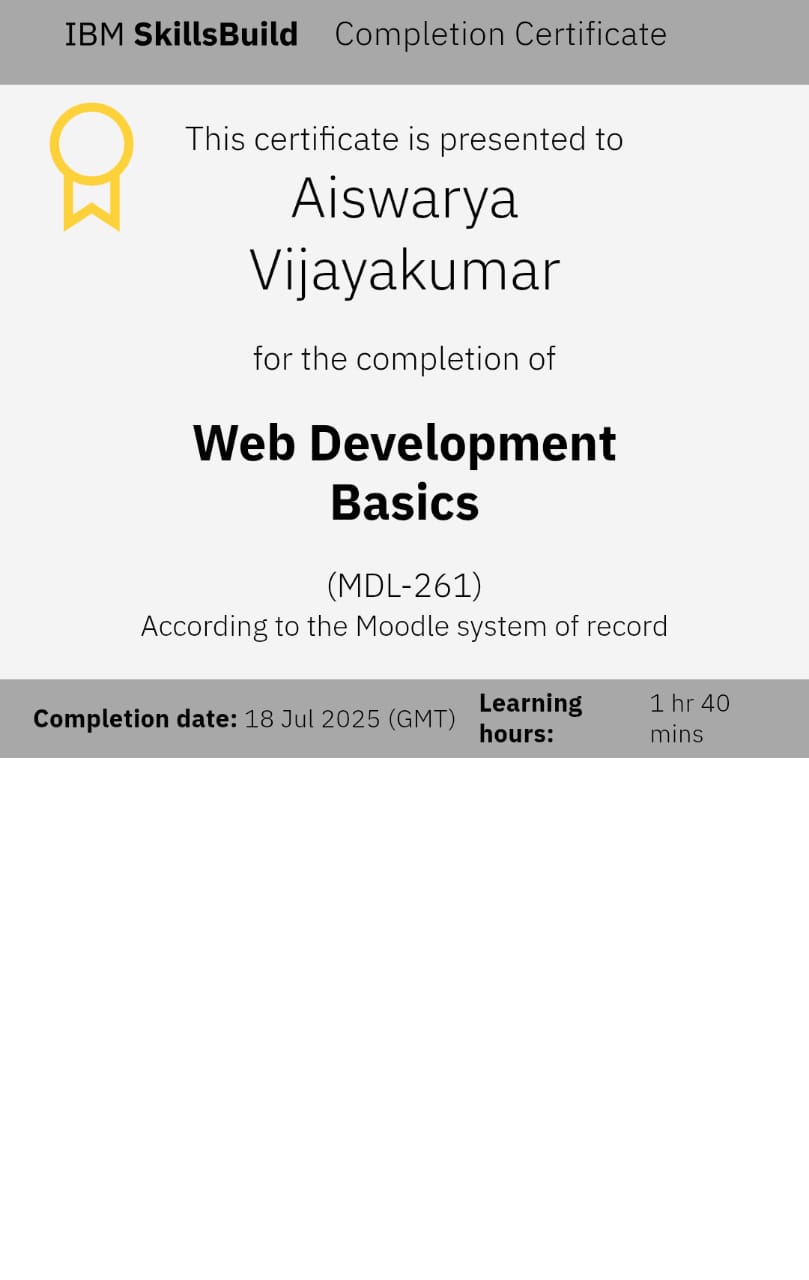 IBM SkillsBuild Completion Certificate
This certificate is presented to
Aiswarya
Vijayakumar
for the completion of
Web Development
Basics
(MDL-261)
According to the Moodle system of record
Completion date: 18 Jul 2025 (GMT)
Learning
hours:
1 hr 40
mins